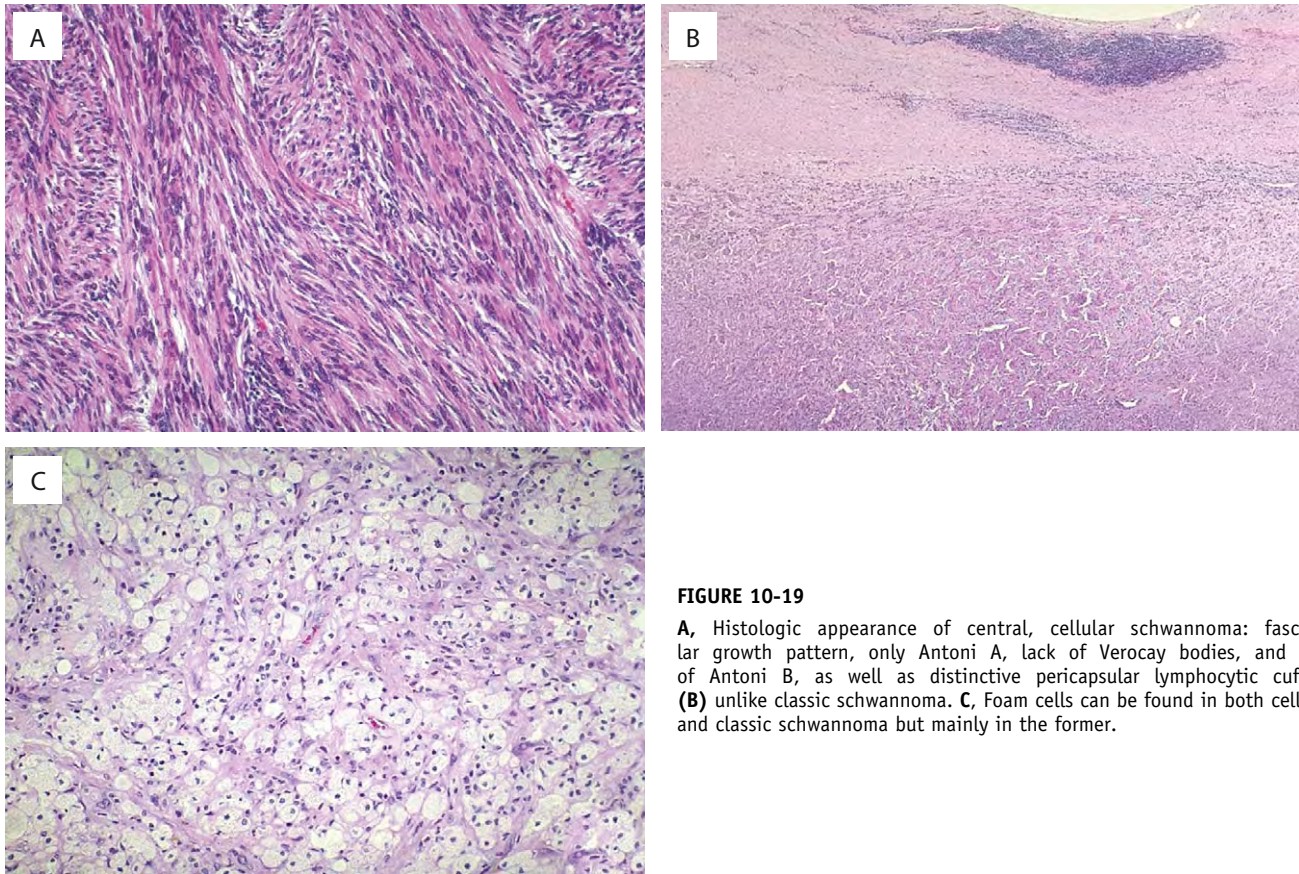 A
B
C
FIGURE 10-19
A, Histologic appearance of central, cellular schwannoma: fasc
lar growth pattern, only Antoni A, lack of Verocay bodies, and
of Antoni B, as well as distinctive pericapsular lymphocytic cuf
(B) unlike classic schwannoma. C, Foam cells can be found in both cell
and classic schwannoma but mainly in the former.